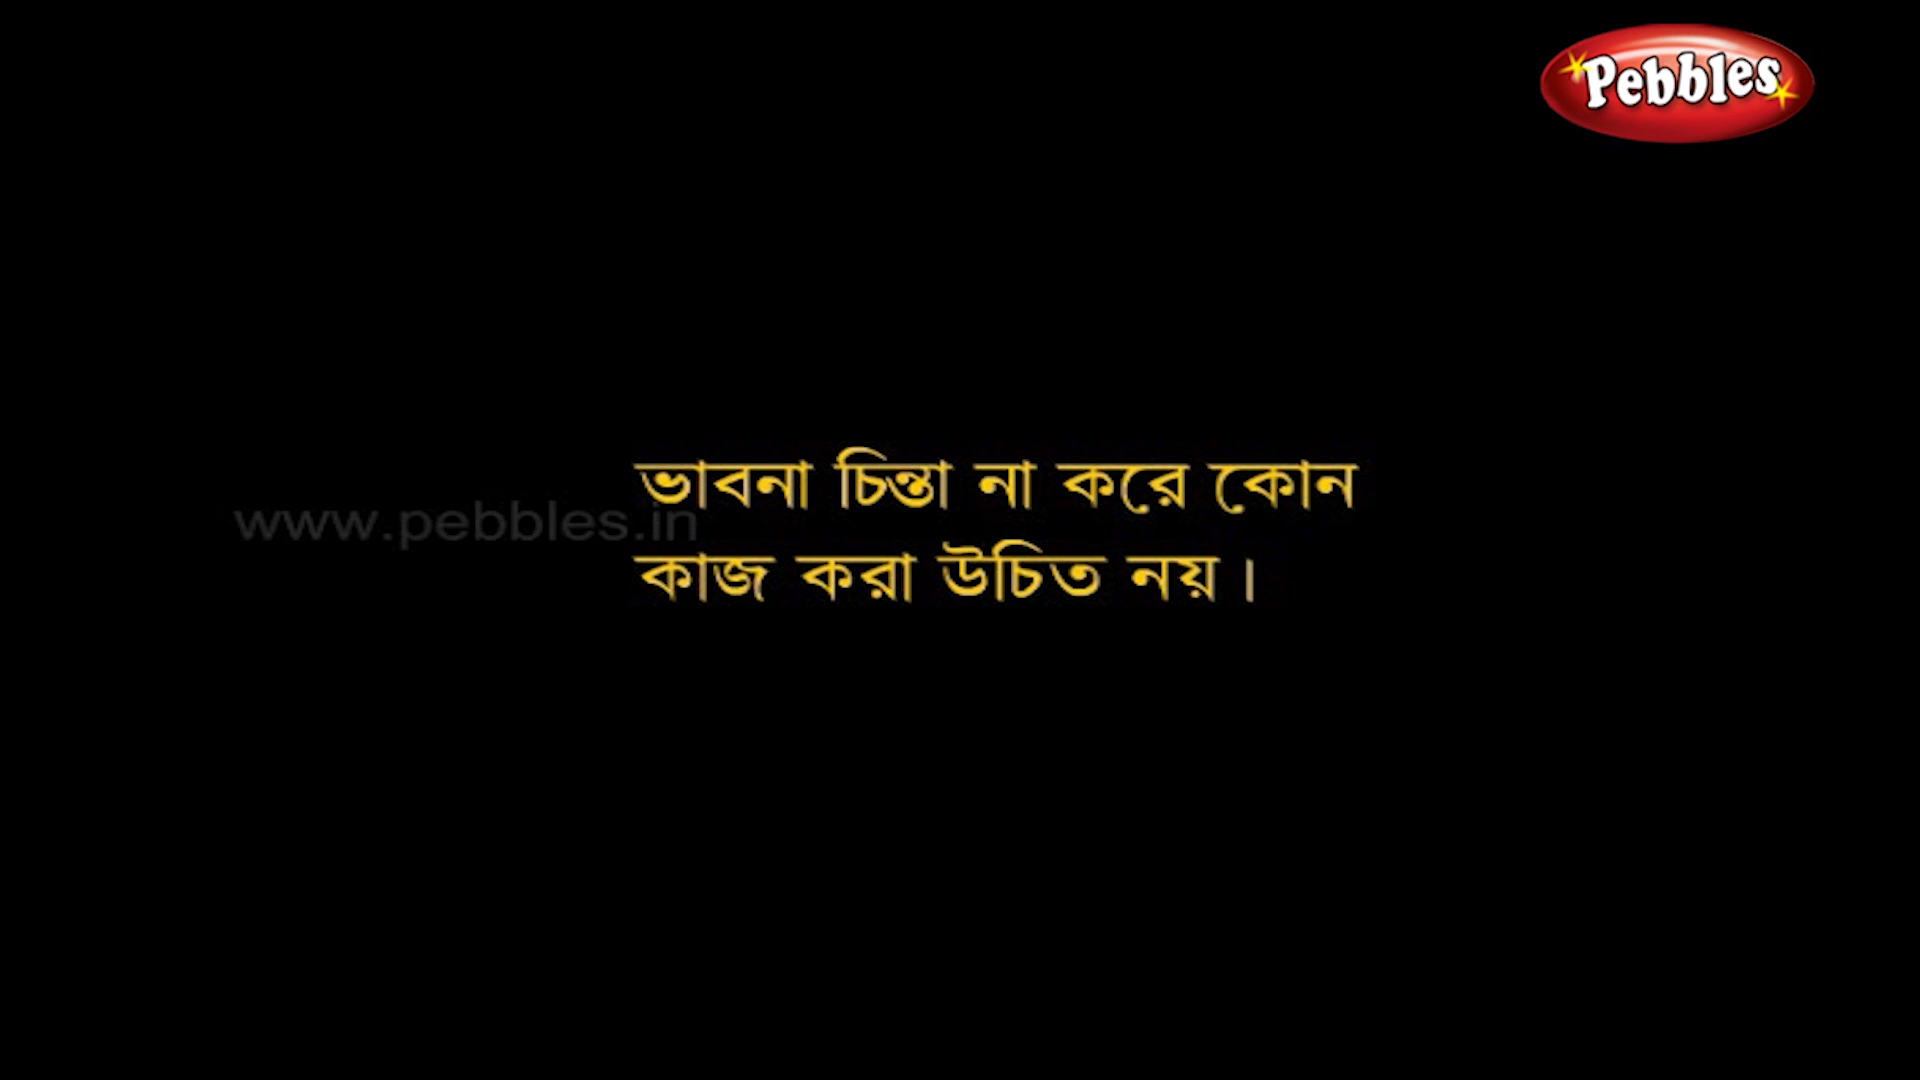 Pebbles
ভাবনা চিন্তা না করে কোন
www.pebbles.in
কাজ করা উচিত নয়।